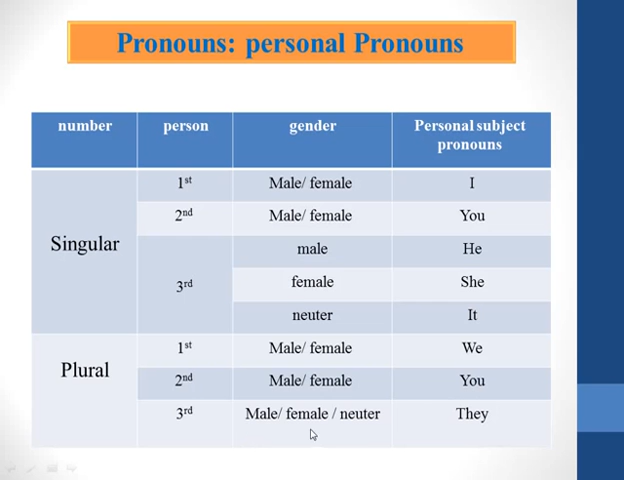 Pronouns: personal Pronouns
number person gender Personal subject
pronouns
1st Male/ female I
2nd Male/ female You
Singular
male He
3rd
female She
neuter It
1st Male/ female We
Plural
2nd Male/ female You
3rd Male/ female / neuter They